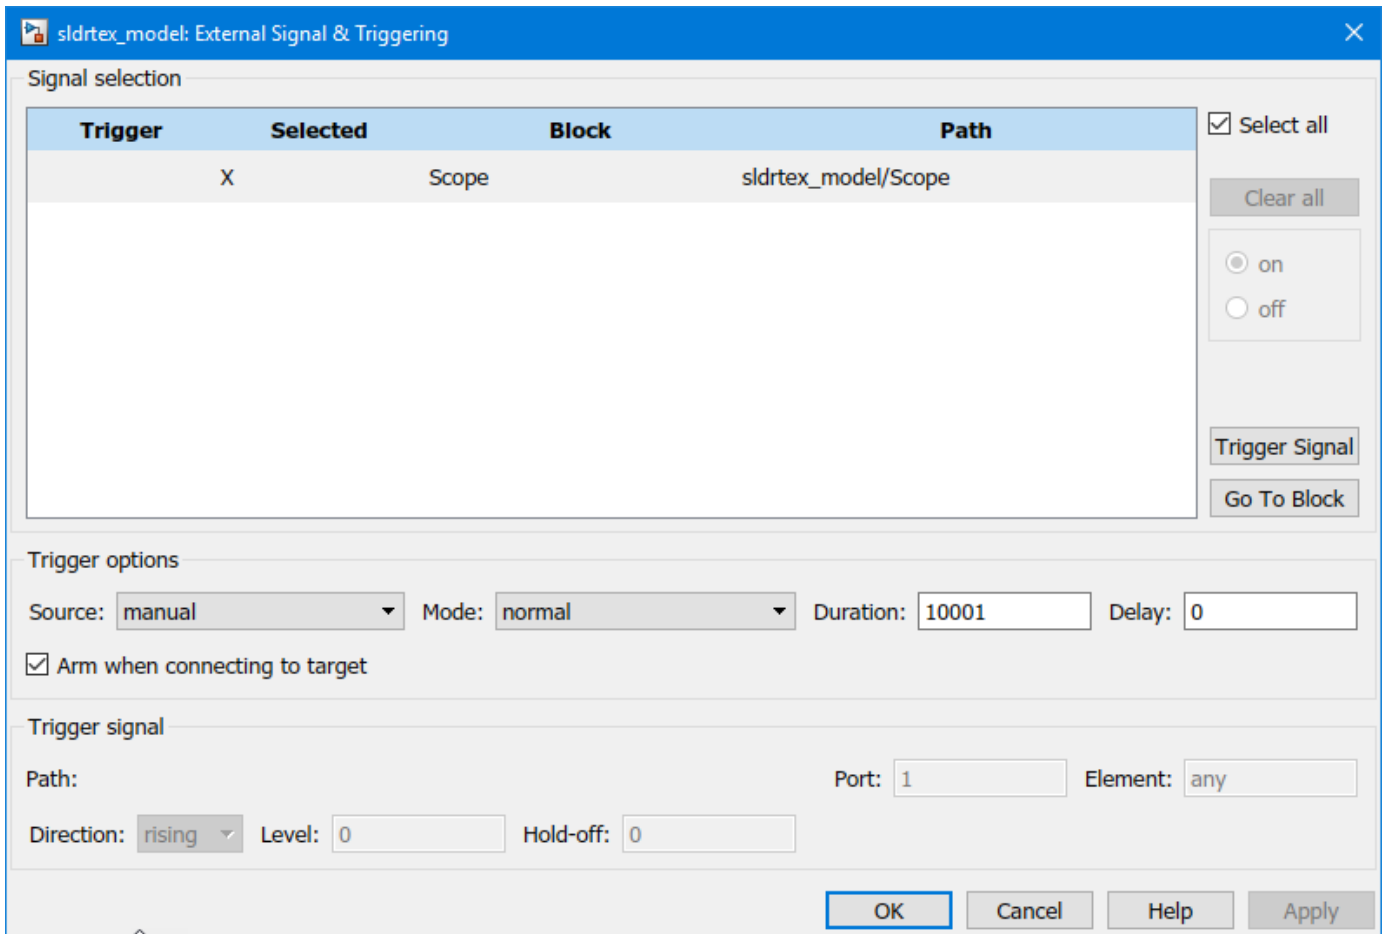 sldrtex_model: External Signal & Triggering
Signal selection
Trigger Selected Block Path
X Scope sldrtex_model/Scope
Select all
Clear all
on
off
Trigger Signal
Go To Block
Trigger options
Source: manual Mode: normal Duration: 10001 Delay: 0
Arm when connecting to target
Trigger signal
Path: Port: 1 Element: any
Direction: rising Level: 0 Hold-off: 0
OK Cancel Help Apply